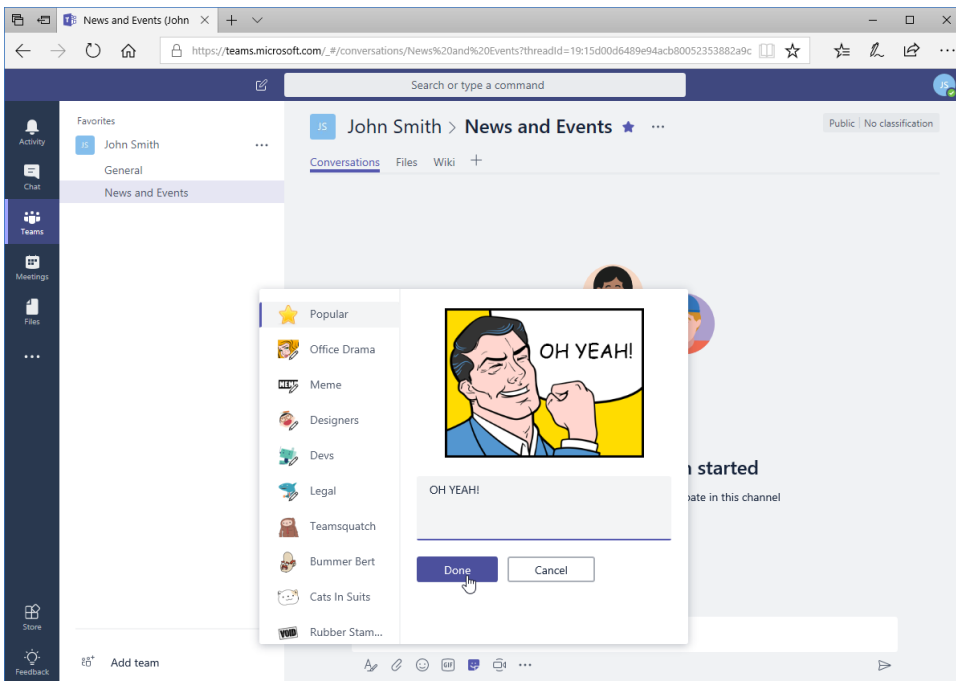 News and Events (John
https://teams.microsoft.com/_#/conversations/News%20and%20Events?threadId=19:15d00d6489e94acb80052353882a9c
Search or type a command
JS
Activity
Chat
Teams
Meetings
Files
Store
Feedback
Favorites
JS John Smith
General
News and Events
Add team
JS John Smith > News and Events
Public No classification
Conversations Files Wiki
Popular
Office Drama
MEME Meme
Designers
Devs
Legal
Teamsquatch
Bummer Bert
Cats In Suits
VOID Rubber Stam...
OH YEAH!
OH YEAH!
Done Cancel
started
pate in this channel
GIF